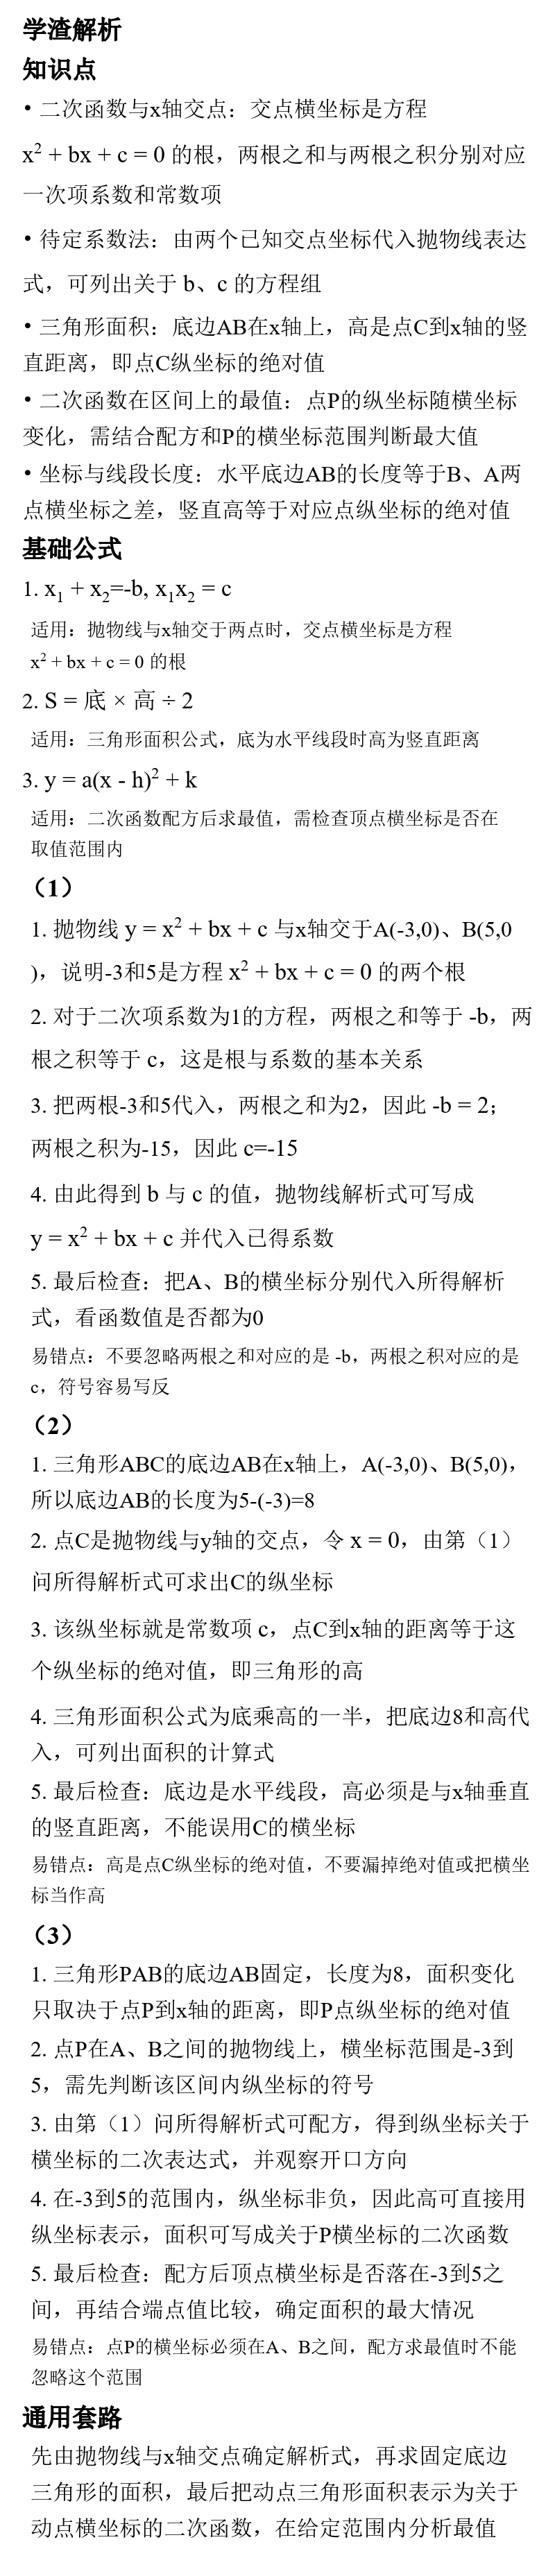 学渣解析
知识点
• 二次函数与x轴交点：交点横坐标是方程
x² + bx + c = 0 的根，两根之和与两根之积分别对应
一次项系数和常数项
• 待定系数法：由两个已知交点坐标代入抛物线表达
式，可列出关于 b、c 的方程组
• 三角形面积：底边AB在x轴上，高是点C到x轴的竖
直距离，即点C纵坐标的绝对值
• 二次函数在区间上的最值：点P的纵坐标随横坐标
变化，需结合配方和P的横坐标范围判断最大值
• 坐标与线段长度：水平底边AB的长度等于B、A两
点横坐标之差，竖直高等于对应点纵坐标的绝对值
基础公式
1. x₁ + x₂=-b, x₁x₂ = c
适用：抛物线与x轴交于两点时，交点横坐标是方程
x² + bx + c = 0 的根
2. S = 底 × 高 ÷ 2
适用：三角形面积公式，底为水平线段时高为竖直距离
3. y = a(x - h)² + k
适用：二次函数配方后求最值，需检查顶点横坐标是否在
取值范围内
（1）
1. 抛物线 y = x² + bx + c 与x轴交于A(-3,0)、B(5,0
)，说明-3和5是方程 x² + bx + c = 0 的两个根
2. 对于二次项系数为1的方程，两根之和等于 -b，两
根之积等于 c，这是根与系数的基本关系
3. 把两根-3和5代入，两根之和为2，因此 -b = 2；
两根之积为-15，因此 c=-15
4. 由此得到 b 与 c 的值，抛物线解析式可写成
y = x² + bx + c 并代入已得系数
5. 最后检查：把A、B的横坐标分别代入所得解析
式，看函数值是否都为0
易错点：不要忽略两根之和对应的是 -b，两根之积对应的是
c，符号容易写反
（2）
1. 三角形ABC的底边AB在x轴上，A(-3,0)、B(5,0)，
所以底边AB的长度为5-(-3)=8
2. 点C是抛物线与y轴的交点，令 x = 0，由第（1）
问所得解析式可求出C的纵坐标
3. 该纵坐标就是常数项 c，点C到x轴的距离等于这
个纵坐标的绝对值，即三角形的高
4. 三角形面积公式为底乘高的一半，把底边8和高代
入，可列出面积的计算式
5. 最后检查：底边是水平线段，高必须是与x轴垂直
的竖直距离，不能误用C的横坐标
易错点：高是点C纵坐标的绝对值，不要漏掉绝对值或把横坐
标当作高
（3）
1. 三角形PAB的底边AB固定，长度为8，面积变化
只取决于点P到x轴的距离，即P点纵坐标的绝对值
2. 点P在A、B之间的抛物线上，横坐标范围是-3到
5，需先判断该区间内纵坐标的符号
3. 由第（1）问所得解析式可配方，得到纵坐标关于
横坐标的二次表达式，并观察开口方向
4. 在-3到5的范围内，纵坐标非负，因此高可直接用
纵坐标表示，面积可写成关于P横坐标的二次函数
5. 最后检查：配方后顶点横坐标是否落在-3到5之
间，再结合端点值比较，确定面积的最大情况
易错点：点P的横坐标必须在A、B之间，配方求最值时不能
忽略这个范围
通用套路
先由抛物线与x轴交点确定解析式，再求固定底边
三角形的面积，最后把动点三角形面积表示为关于
动点横坐标的二次函数，在给定范围内分析最值